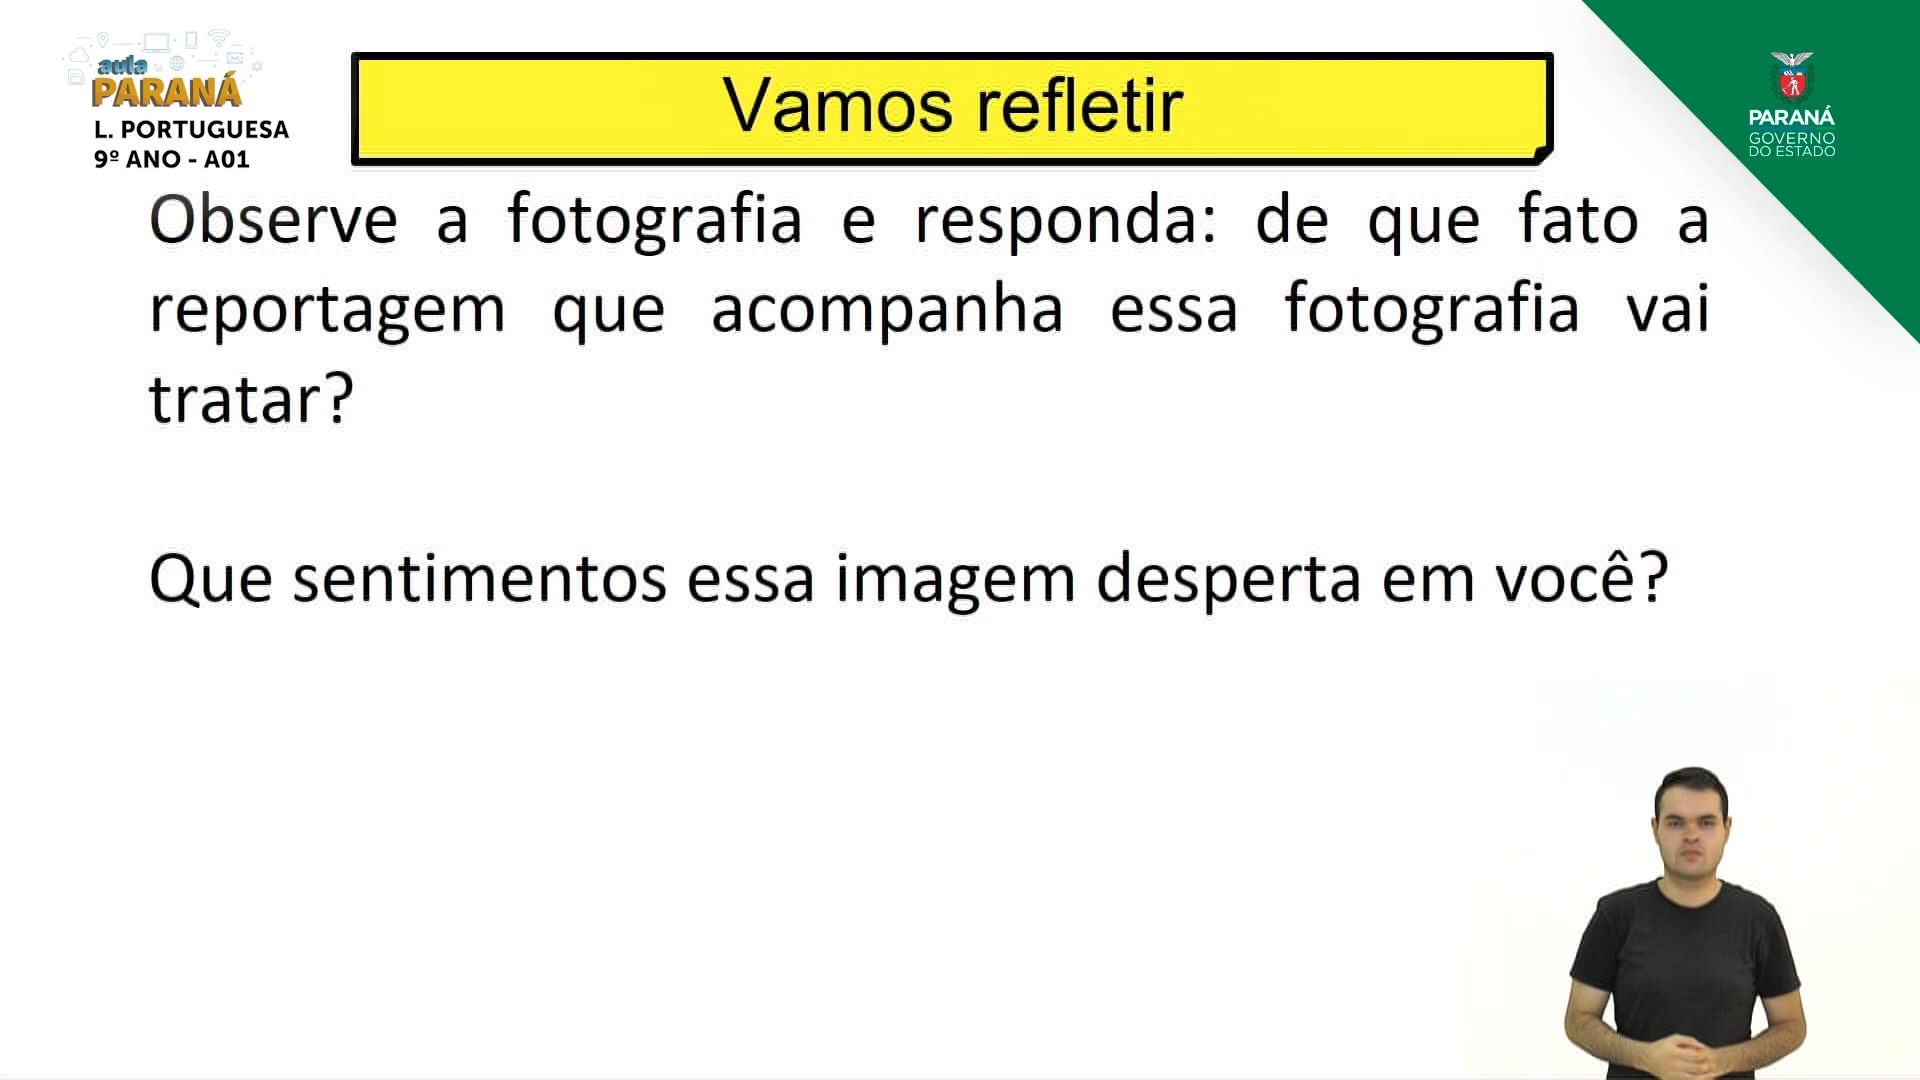 aula
PARANÁ
L. PORTUGUESA
9º ANO - A01
Vamos refletir
PARANÁ
GOVERNO
DO ESTADO
Observe a fotografia e responda: de que fato a
reportagem que acompanha essa fotografia vai
tratar?
Que sentimentos essa imagem desperta em você?